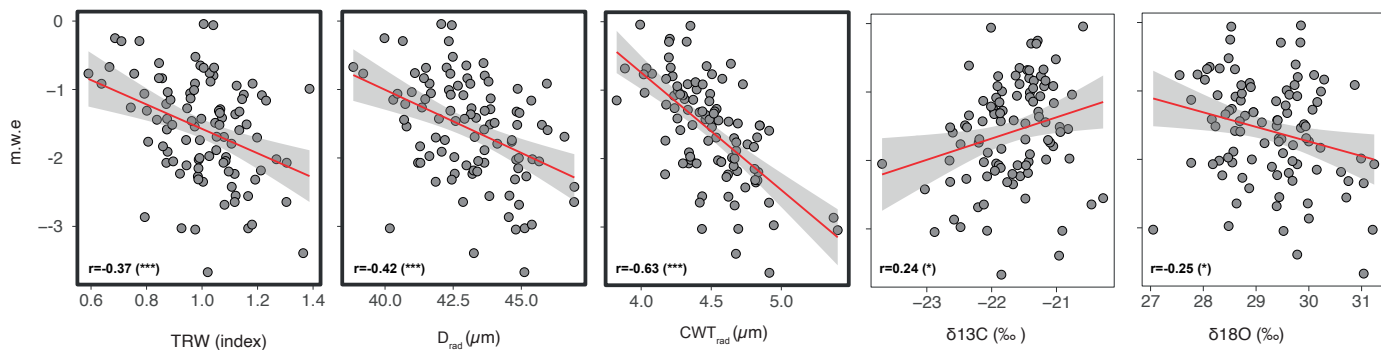 m.w.e
0
−1
−2
−3
r=-0.37 (***)
0.6 0.8 1.0 1.2 1.4
TRW (index)
r=-0.42 (***)
40.0 42.5 45.0
Drad (µm)
r=-0.63 (***)
4.0 4.5 5.0
CWTrad (µm)
r=0.24 (*)
−23 −22 −21
δ13C (‰ )
r=-0.25 (*)
27 28 29 30 31
δ18O (‰)